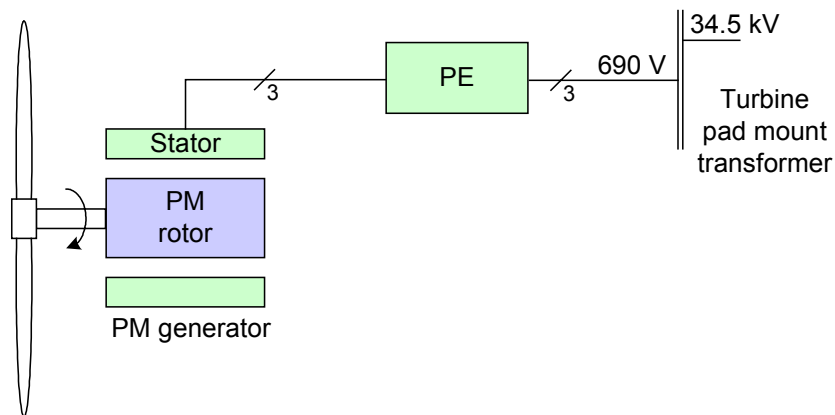 34.5 kV
PE
690 V
3
3
Turbine
pad mount
transformer
Stator
PM
rotor
PM generator